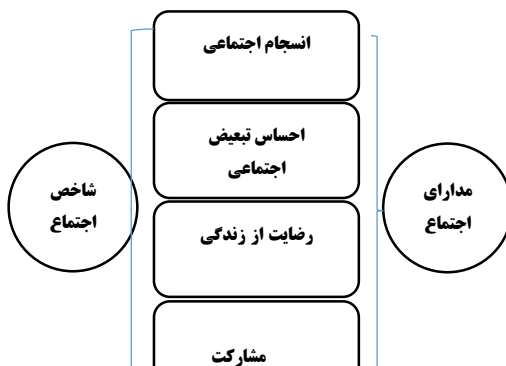 انسجام اجتماعی
احساس تبعیض
اجتماعی
رضایت از زندگی
مشارکت
مدارای
اجتماع
شاخص
اجتماع